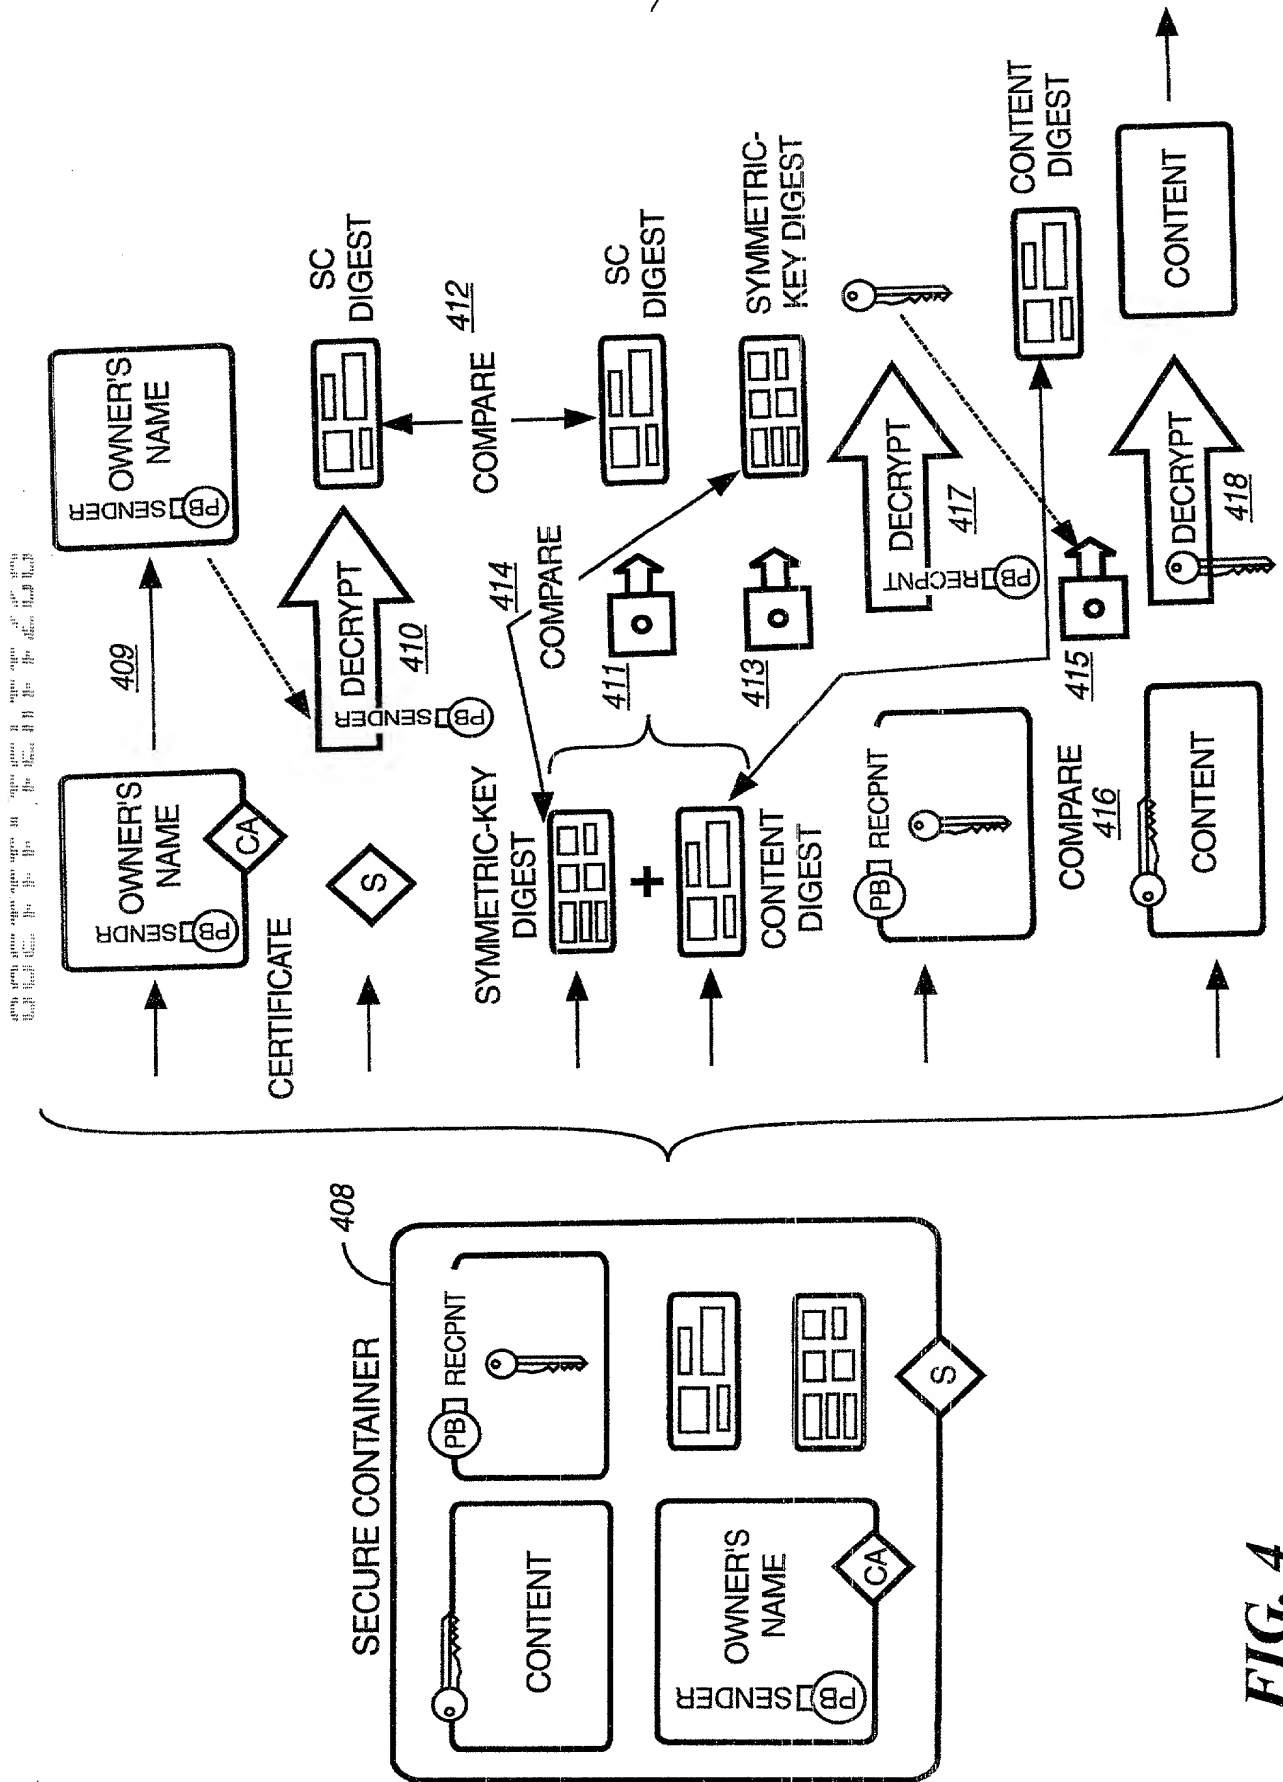 SECURE CONTAINER
408
CONTENT
PB RECPNT
PB SENDER
OWNER'S
NAME
CA
S
PB SENDR
OWNER'S
NAME
CA
CERTIFICATE
409
PB SENDER
OWNER'S
NAME
S
PB SENDER
DECRYPT
410
SC
DIGEST
COMPARE
412
SYMMETRIC-KEY
DIGEST
+
CONTENT
DIGEST
414
COMPARE
411
SC
DIGEST
413
SYMMETRIC-
KEY DIGEST
PB RECPNT
PB RECPNT
DECRYPT
417
COMPARE
416
415
CONTENT
DIGEST
CONTENT
DECRYPT
418
CONTENT
FIG. 4